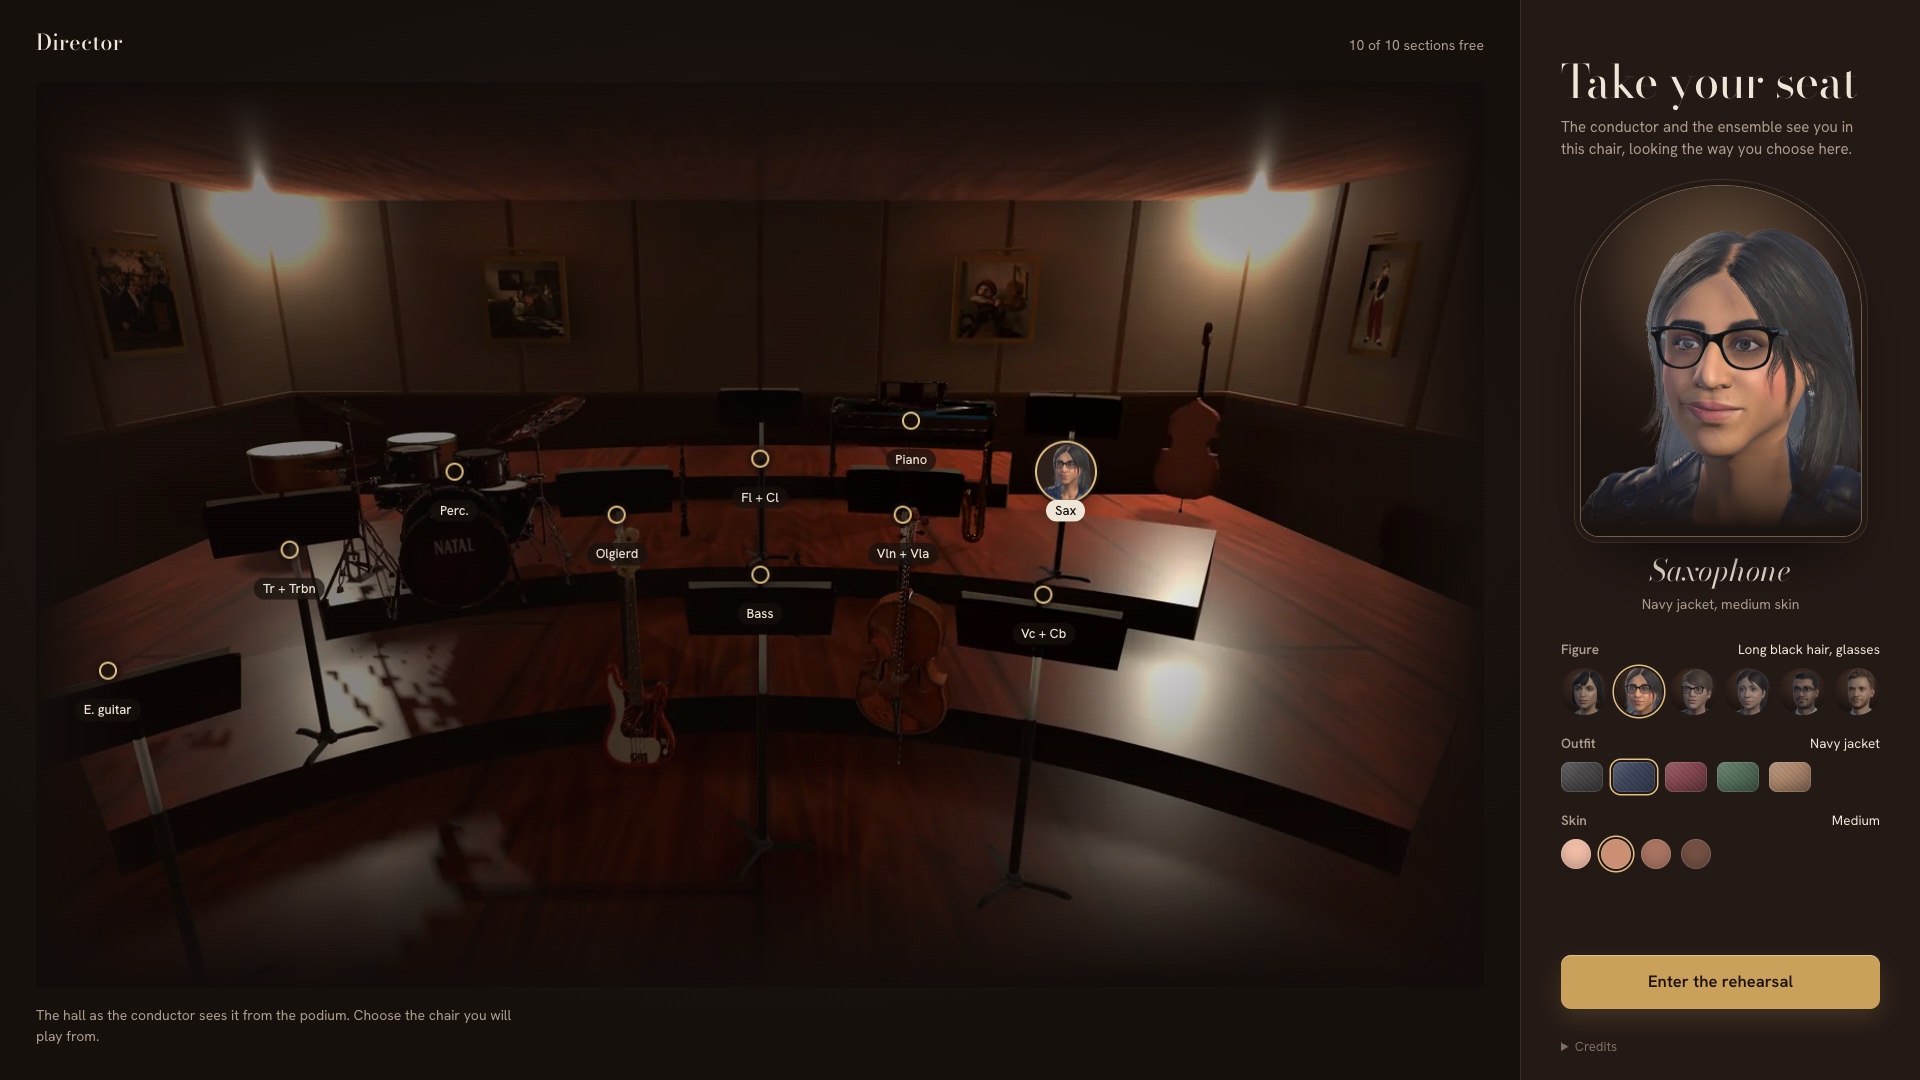 Director
10 of 10 sections free
Piano
Fl + Cl
Perc.
Sax
Olgierd
Vln + Vla
NATAL
Tr + Trbn
Bass
Vc + Cb
E. guitar
The hall as the conductor sees it from the podium. Choose the chair you will
play from.
Take your seat
The conductor and the ensemble see you in
this chair, looking the way you choose here.
Saxophone
Navy jacket, medium skin
Figure
Long black hair, glasses
Outfit
Navy jacket
Skin
Medium
Enter the rehearsal
Credits